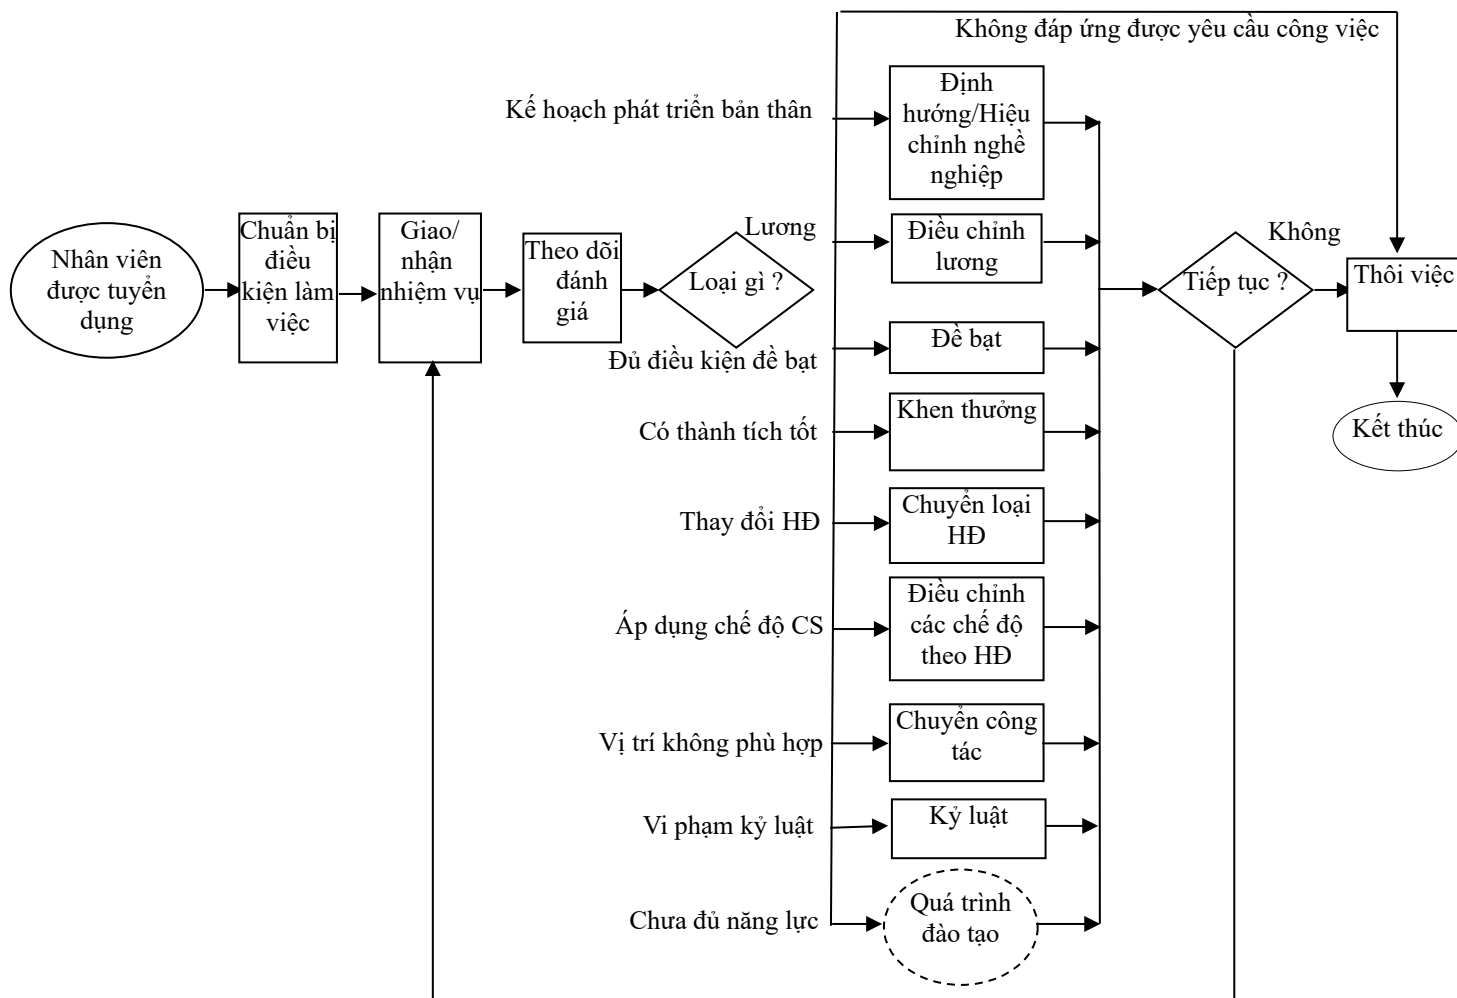 Không đáp ứng được yêu cầu công việc
Kế hoạch phát triển bản thân
Định
hướng/Hiệu
chỉnh nghề
nghiệp
Nhân viên
được tuyển
dụng
Chuẩn bị
điều
kiện làm
việc
Giao/
nhận
nhiệm vụ
Theo dõi
đánh
giá
Loại gì ?
Lương
Điều chỉnh
lương
Tiếp tục ?
Không
Thôi việc
Kết thúc
Đủ điều kiện đề bạt
Đề bạt
Có thành tích tốt
Khen thưởng
Thay đổi HĐ
Chuyển loại
HĐ
Áp dụng chế độ CS
Điều chỉnh
các chế độ
theo HĐ
Vị trí không phù hợp
Chuyển công
tác
Vi phạm kỷ luật
Kỷ luật
Chưa đủ năng lực
Quá trình
đào tạo